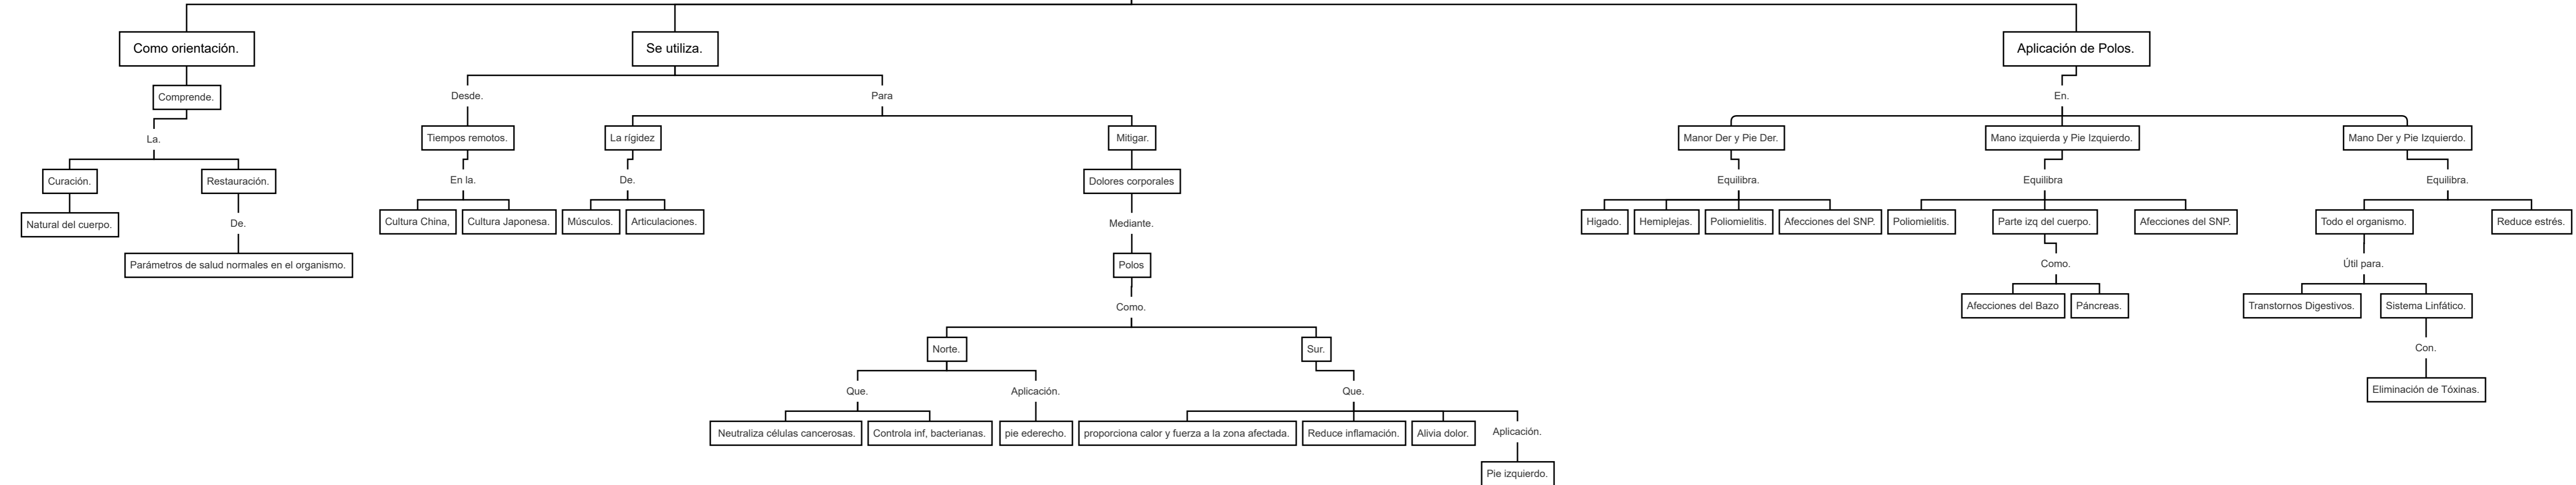 Como orientación.
Se utiliza.
Aplicación de Polos.
Comprende.
Desde.
Para
En.
La.
Tiempos remotos.
La rígidez
Mitigar.
Manor Der y Pie Der.
Mano izquierda y Pie Izquierdo.
Mano Der y Pie Izquierdo.
Curación.
Restauración.
En la.
De.
Dolores corporales
Equilibra.
Equilibra
Equilibra.
Natural del cuerpo.
De.
Cultura China,
Cultura Japonesa.
Músculos.
Articulaciones.
Mediante.
Higado.
Hemiplejas.
Poliomielitis.
Afecciones del SNP.
Poliomielitis.
Parte izq del cuerpo.
Afecciones del SNP.
Todo el organismo.
Reduce estrés.
Parámetros de salud normales en el organismo.
Polos
Como.
Útil para.
Como.
Afecciones del Bazo
Páncreas.
Transtornos Digestivos.
Sistema Linfático.
Norte.
Sur.
Con.
Que.
Aplicación.
Que.
Eliminación de Tóxinas.
Neutraliza células cancerosas.
Controla inf, bacterianas.
pie ederecho.
proporciona calor y fuerza a la zona afectada.
Reduce inflamación.
Alivia dolor.
Aplicación.
Pie izquierdo.